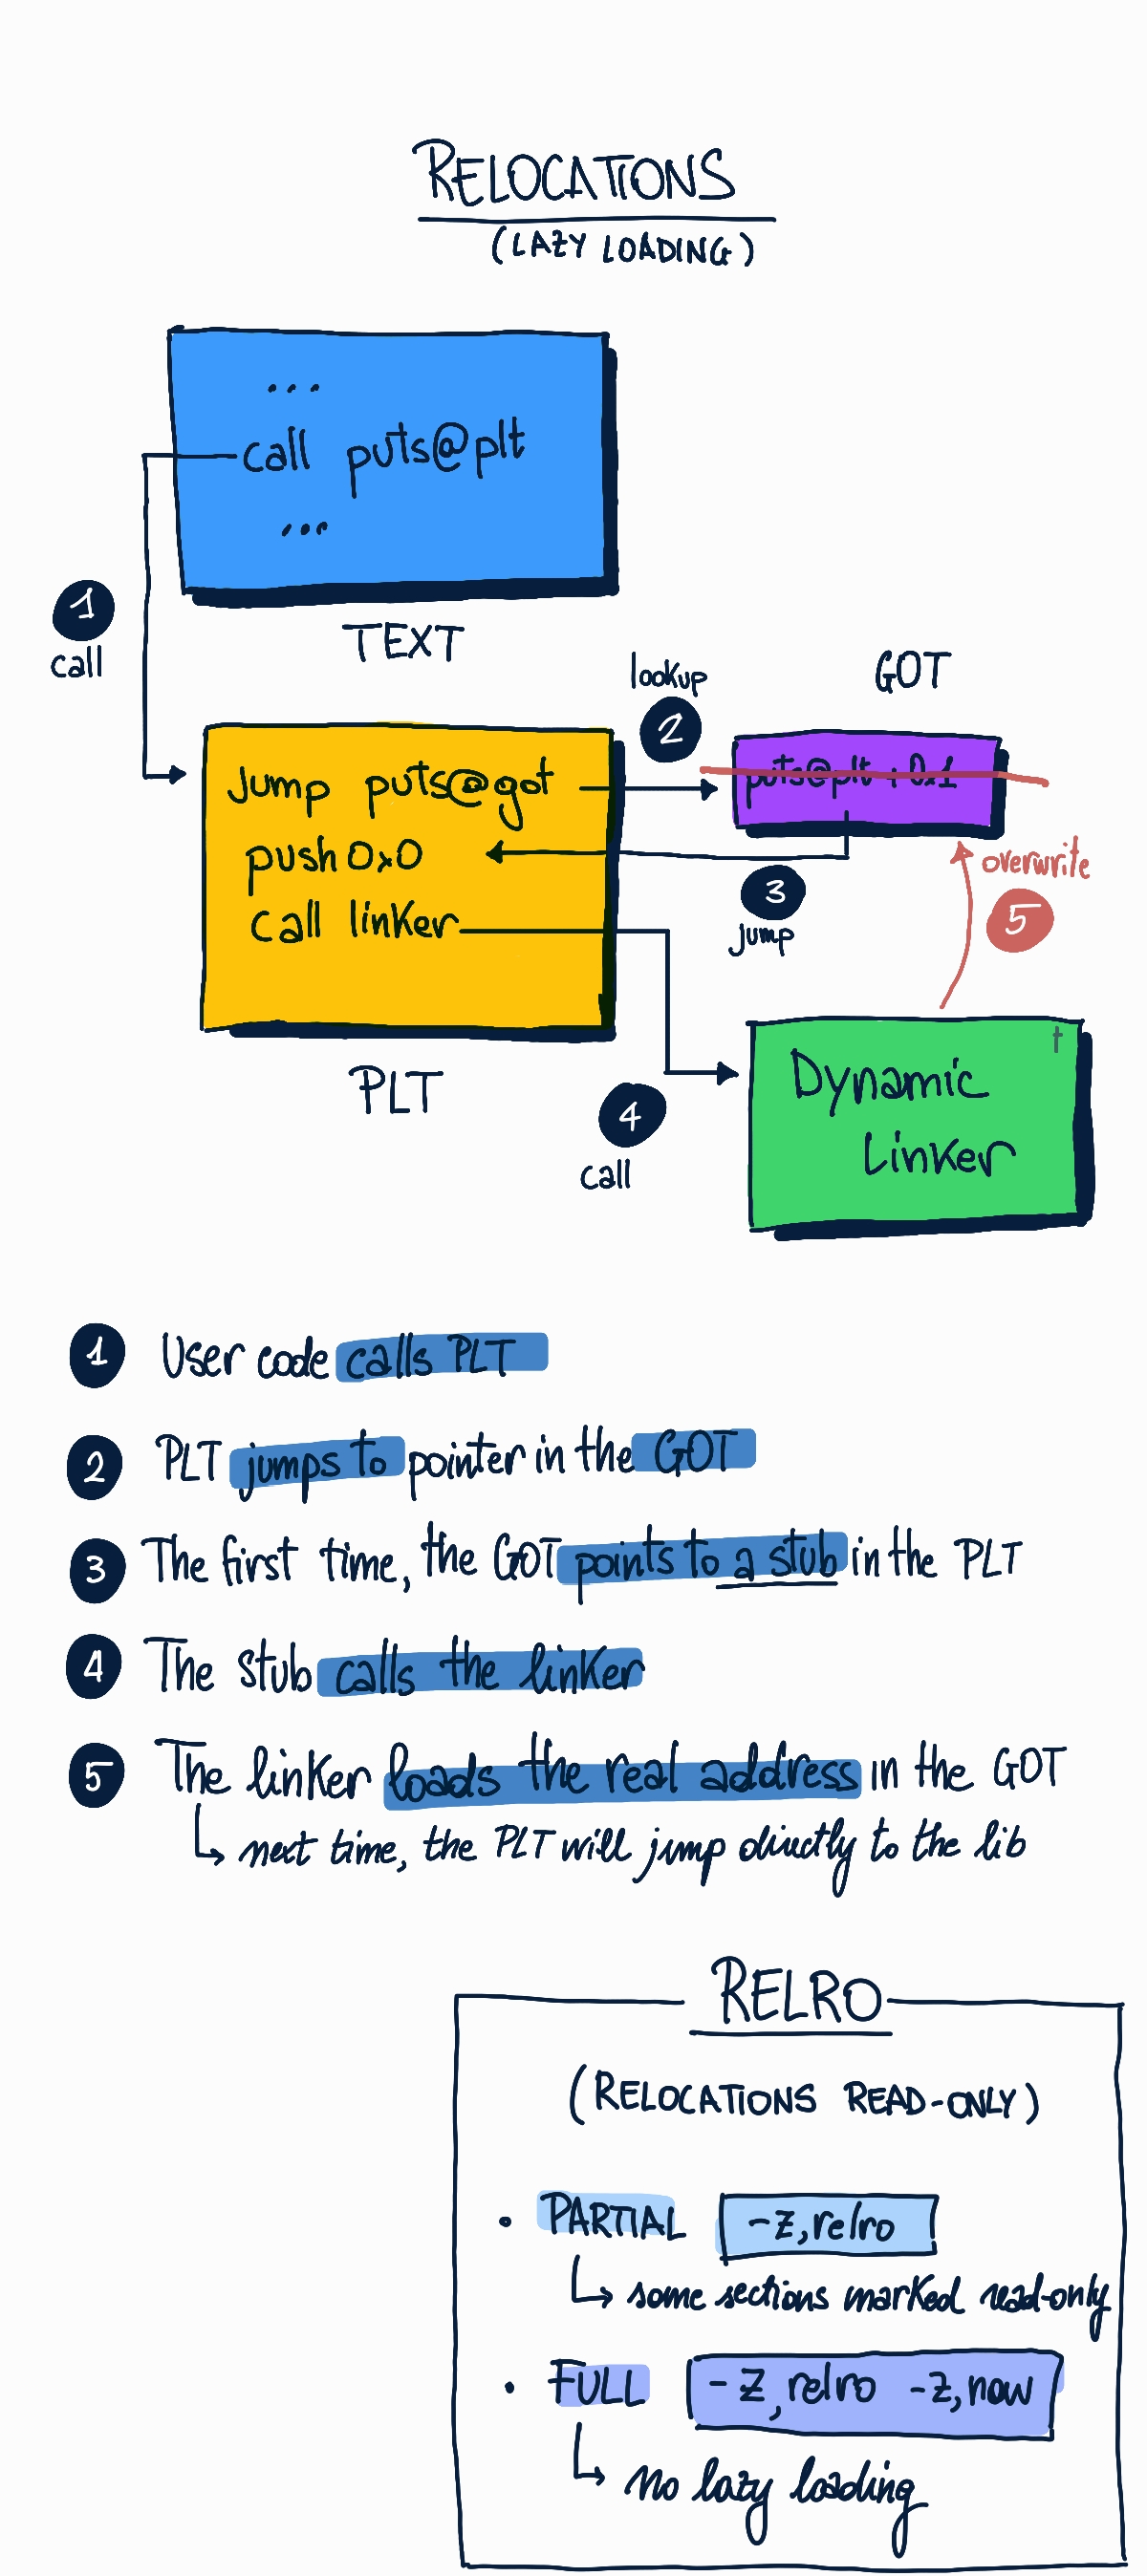 RELOCATIONS
(LAZY LOADING)
...
call puts@plt
...
1
call
TEXT
lookup
2
GOT
jump puts@got
puts@plt + 0x1
push 0x0
call linker
3
jump
overwrite
5
PLT
Dynamic
Linker
4
call
1 User code calls PLT
2 PLT jumps to pointer in the GOT
3 The first time, the GOT points to a stub in the PLT
4 The stub calls the linker
5 The linker loads the real address in the GOT
next time, the PLT will jump directly to the lib
RELRO
(RELOCATIONS READ-ONLY)
• PARTIAL -z,relro
some sections marked read-only
• FULL -z,relro -z,now
no lazy loading